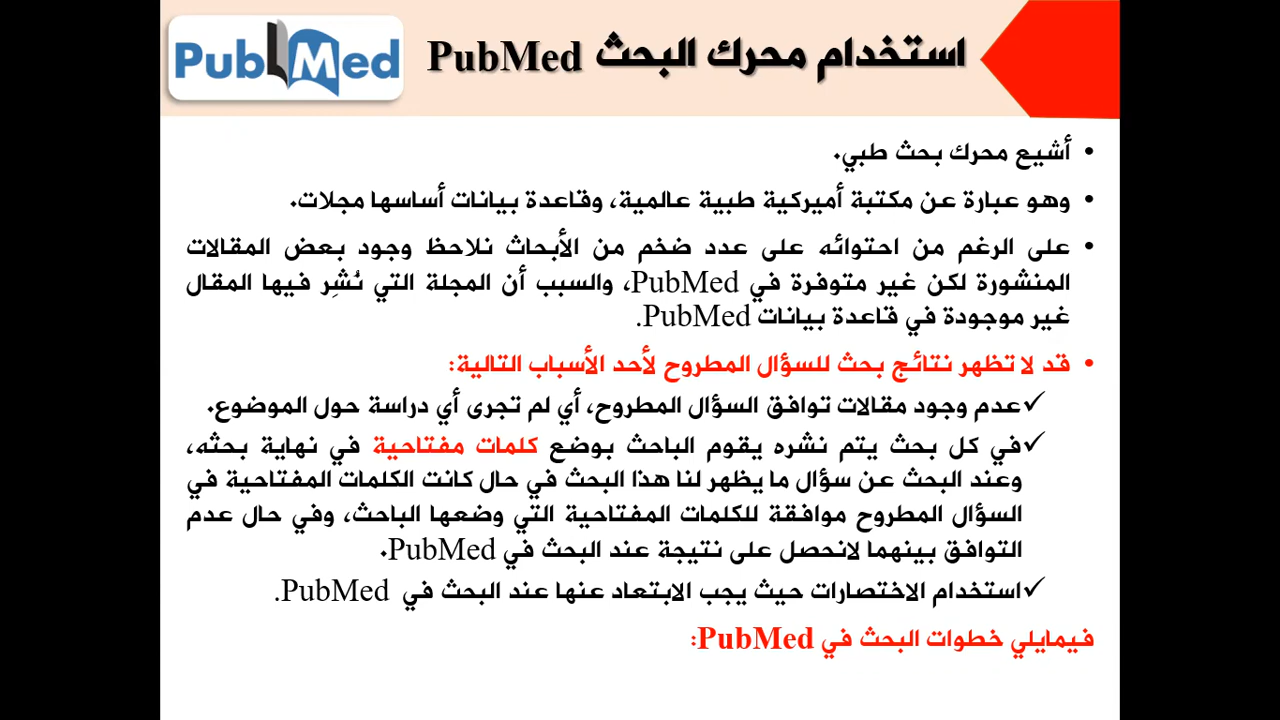 استخدام محرك البحث PubMed
PubMed
• أشيع محرك بحث طبي.
• وهو عبارة عن مكتبة أميركية طبية عالمية، وقاعدة بيانات أساسها مجلات.
• على الرغم من احتوائه على عدد ضخم من الأبحاث نلاحظ وجود بعض المقالات
المنشورة لكن غير متوفرة في PubMed، والسبب أن المجلة التي نُشِر فيها المقال
غير موجودة في قاعدة بيانات PubMed.
• قد لا تظهر نتائج بحث للسؤال المطروح لأحد الأسباب التالية:
✓عدم وجود مقالات توافق السؤال المطروح، أي لم تجرى أي دراسة حول الموضوع.
✓في كل بحث يتم نشره يقوم الباحث بوضع كلمات مفتاحية في نهاية بحثه،
وعند البحث عن سؤال ما يظهر لنا هذا البحث في حال كانت الكلمات المفتاحية في
السؤال المطروح موافقة للكلمات المفتاحية التي وضعها الباحث، وفي حال عدم
التوافق بينهما لانحصل على نتيجة عند البحث في PubMed.
✓استخدام الاختصارات حيث يجب الابتعاد عنها عند البحث في PubMed.
فيمايلي خطوات البحث في PubMed: